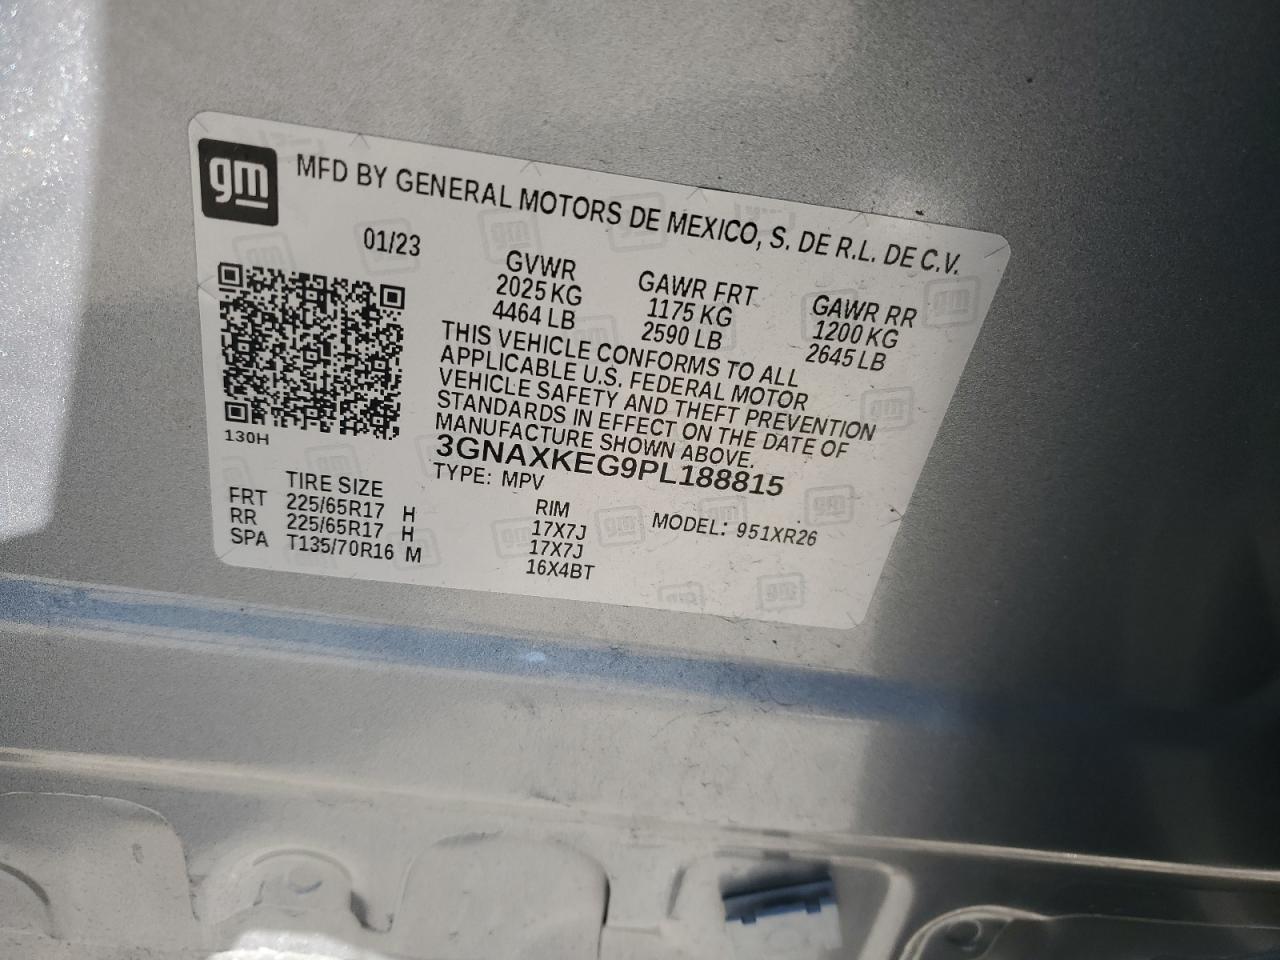 gm
MFD BY GENERAL MOTORS DE MEXICO, S. DE R.L. DE C.V.
01/23
GVWR
2025 KG
4464 LB
GAWR FRT
1175 KG
2590 LB
GAWR RR
1200 KG
2645 LB
THIS VEHICLE CONFORMS TO ALL
APPLICABLE U.S. FEDERAL MOTOR
VEHICLE SAFETY AND THEFT PREVENTION
STANDARDS IN EFFECT ON THE DATE OF
MANUFACTURE SHOWN ABOVE.
3GNAXKEG9PL188815
130H
TYPE: MPV
MODEL: 951XR26
TIRE SIZE RIM
FRT 225/65R17 H 17X7J
RR 225/65R17 H 17X7J
SPA T135/70R16 M 16X4BT